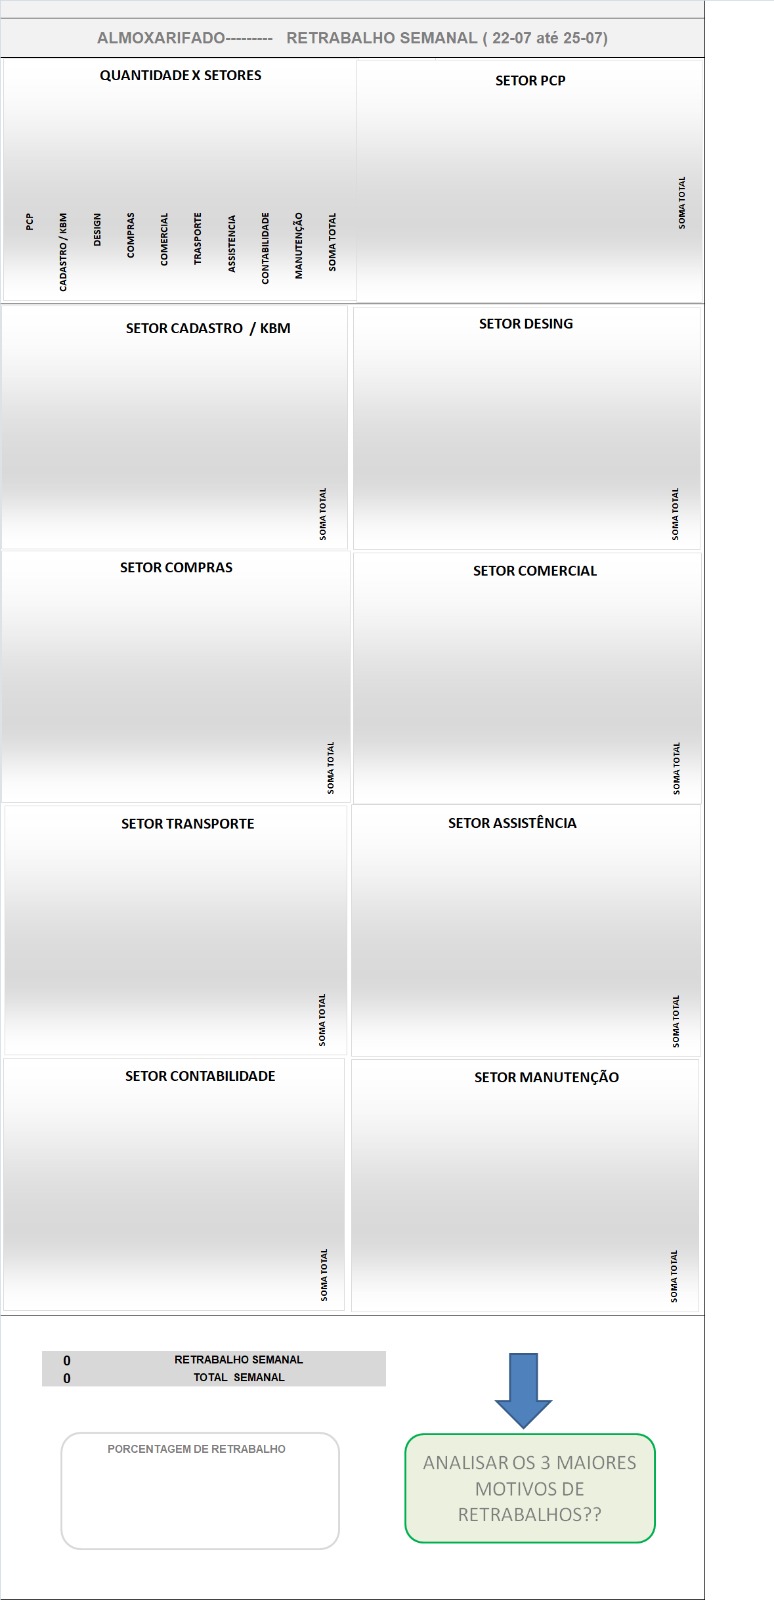 ALMOXARIFADO--------- RETRABALHO SEMANAL ( 22-07 até 25-07)
QUANTIDADE X SETORES
PCP
CADASTRO / KBM
DESIGN
COMPRAS
COMERCIAL
TRASPORTE
ASSISTENCIA
CONTABILIDADE
MANUTENÇÃO
SOMA TOTAL
SETOR PCP
SOMA TOTAL
SETOR CADASTRO / KBM
SOMA TOTAL
SETOR DESING
SOMA TOTAL
SETOR COMPRAS
SOMA TOTAL
SETOR COMERCIAL
SOMA TOTAL
SETOR TRANSPORTE
SOMA TOTAL
SETOR ASSISTÊNCIA
SOMA TOTAL
SETOR CONTABILIDADE
SOMA TOTAL
SETOR MANUTENÇÃO
SOMA TOTAL
0 RETRABALHO SEMANAL
0 TOTAL SEMANAL
PORCENTAGEM DE RETRABALHO
ANALISAR OS 3 MAIORES
MOTIVOS DE
RETRABALHOS??